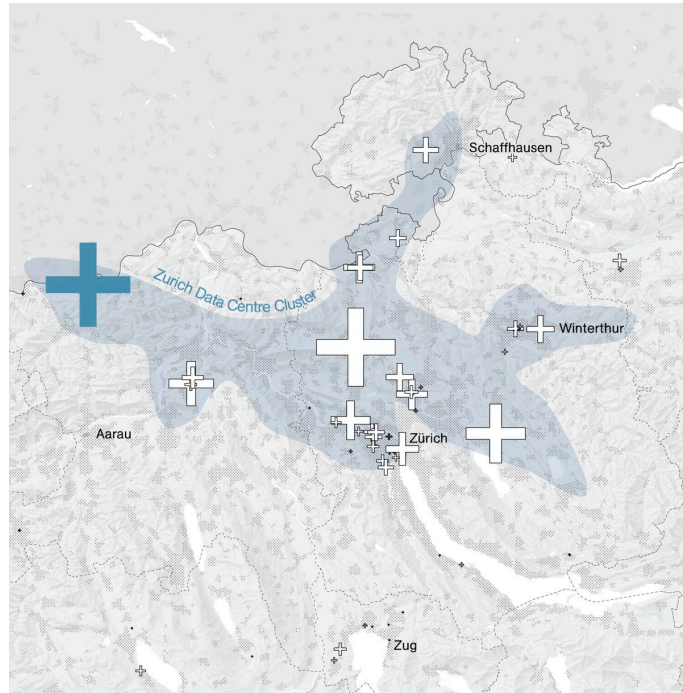 Schaffhausen
Zurich Data Centre Cluster
Winterthur
Aarau
Zürich
Zug